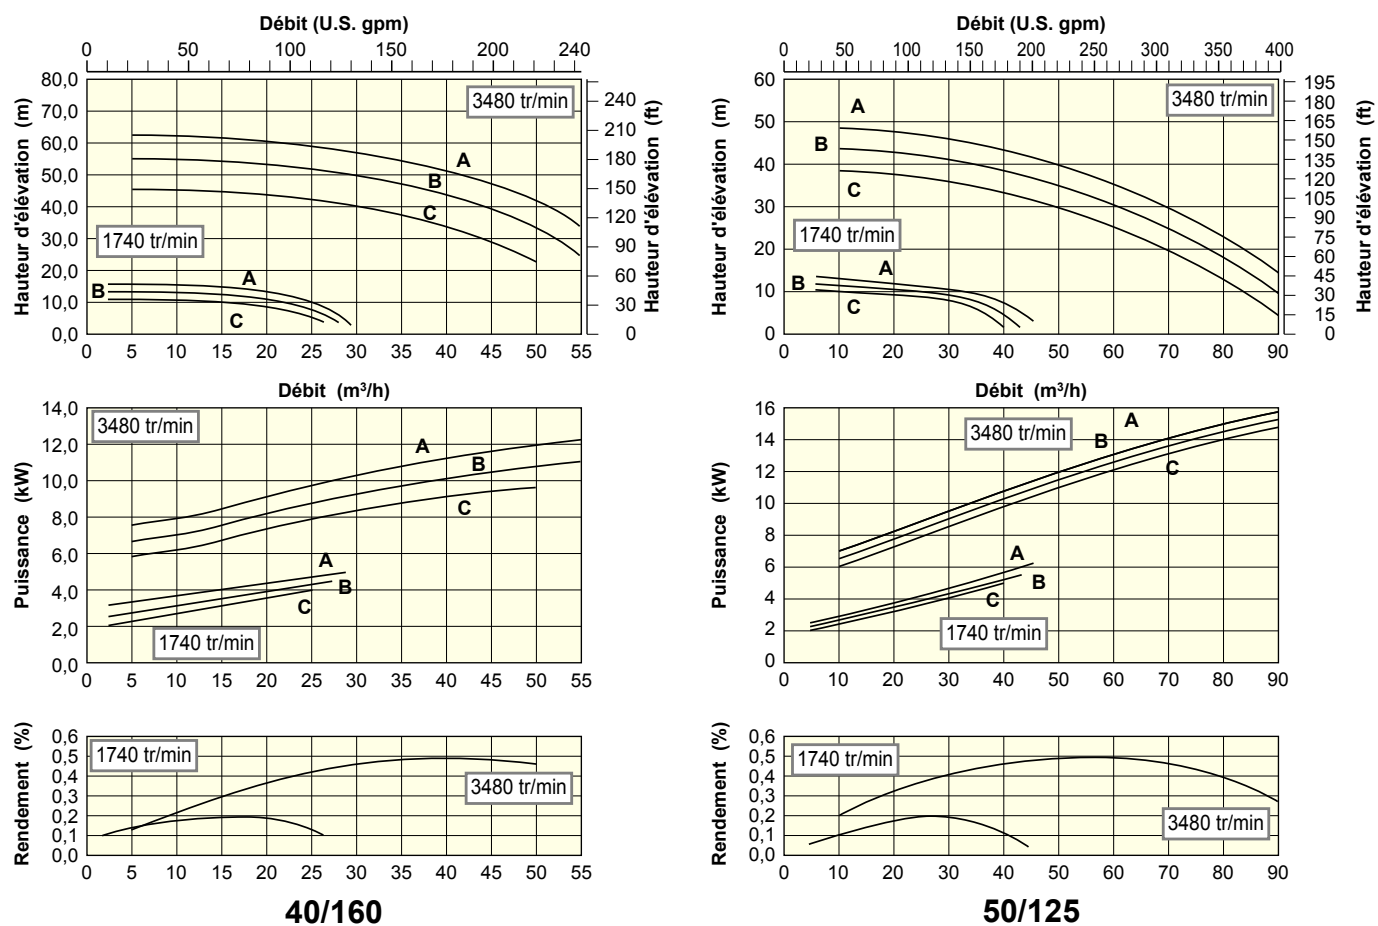 Débit (U.S. gpm)
0 50 100 150 200 240
80,0
70,0
60,0
50,0
40,0
30,0
20,0
10,0
0,0
Hauteur d'élévation (m)
3480 tr/min
1740 tr/min
A
B
C
A
B
C
240
210
180
150
120
90
60
30
0
Hauteur d'élévation (ft)
0 5 10 15 20 25 30 35 40 45 50 55
Débit (m³/h)
14,0
12,0
10,0
8,0
6,0
4,0
2,0
0,0
Puissance (kW)
3480 tr/min
A
B
C
A
B
C
1740 tr/min
0 5 10 15 20 25 30 35 40 45 50 55
0,6
0,5
0,4
0,3
0,2
0,1
0,0
Rendement (%)
1740 tr/min
3480 tr/min
0 5 10 15 20 25 30 35 40 45 50 55
40/160
Débit (U.S. gpm)
0 50 100 150 200 250 300 350 400
60
50
40
30
20
10
0
Hauteur d'élévation (m)
3480 tr/min
A
B
C
1740 tr/min
A
B
C
195
180
165
150
135
120
105
90
75
60
45
30
15
0
Hauteur d'élévation (ft)
0 10 20 30 40 50 60 70 80 90
Débit (m³/h)
16
14
12
10
8
6
4
2
0
Puissance (kW)
3480 tr/min
A
B
C
A
B
C
1740 tr/min
0 10 20 30 40 50 60 70 80 90
0,6
0,5
0,4
0,3
0,2
0,1
0,0
Rendement (%)
1740 tr/min
3480 tr/min
0 10 20 30 40 50 60 70 80 90
50/125